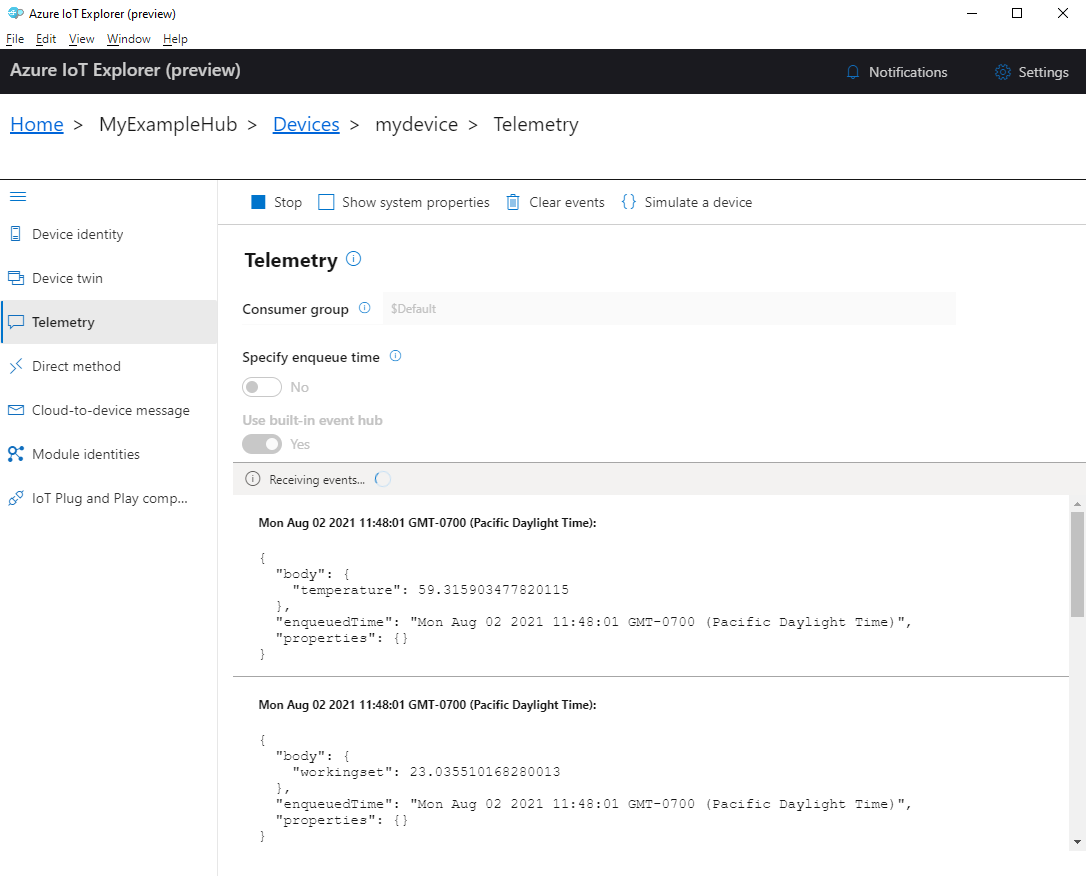 Azure IoT Explorer (preview)
File Edit View Window Help
Azure IoT Explorer (preview) Notifications Settings
Home > MyExampleHub > Devices > mydevice > Telemetry
Stop Show system properties Clear events {} Simulate a device
Device identity
Device twin
Telemetry
Direct method
Cloud-to-device message
Module identities
IoT Plug and Play comp...
Telemetry
Consumer group $Default
Specify enqueue time
No
Use built-in event hub
Yes
Receiving events...
Mon Aug 02 2021 11:48:01 GMT-0700 (Pacific Daylight Time):
{
"body": {
"temperature": 59.315903477820115
},
"enqueuedTime": "Mon Aug 02 2021 11:48:01 GMT-0700 (Pacific Daylight Time)",
"properties": {}
}
Mon Aug 02 2021 11:48:01 GMT-0700 (Pacific Daylight Time):
{
"body": {
"workingset": 23.035510168280013
},
"enqueuedTime": "Mon Aug 02 2021 11:48:01 GMT-0700 (Pacific Daylight Time)",
"properties": {}
}